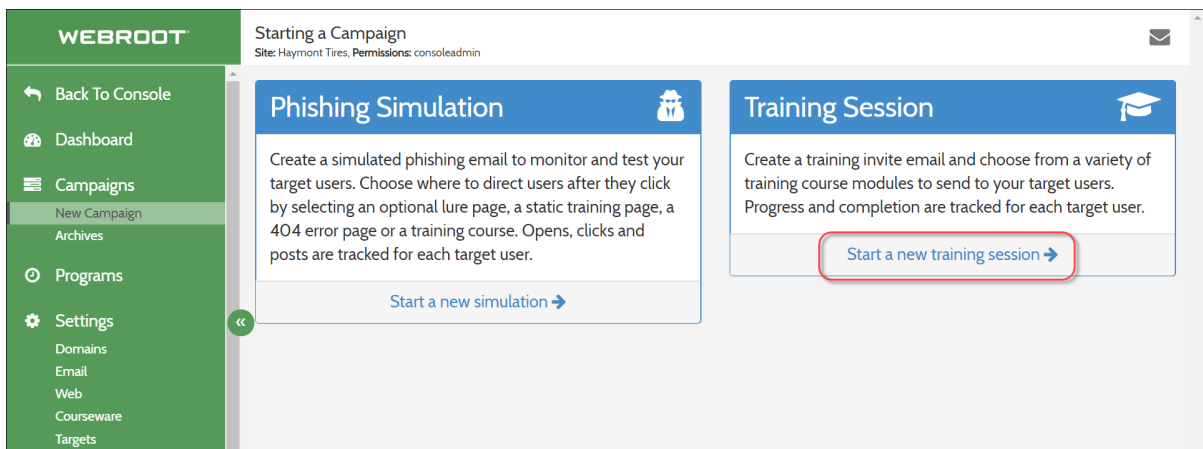 WEBROOT
Starting a Campaign
Site: Haymont Tires, Permissions: consoleadmin
Back To Console
Dashboard
Campaigns
New Campaign
Archives
Programs
Settings
Domains
Email
Web
Courseware
Targets
«
Phishing Simulation
Create a simulated phishing email to monitor and test your
target users. Choose where to direct users after they click
by selecting an optional lure page, a static training page, a
404 error page or a training course. Opens, clicks and
posts are tracked for each target user.
Start a new simulation
Training Session
Create a training invite email and choose from a variety of
training course modules to send to your target users.
Progress and completion are tracked for each target user.
Start a new training session